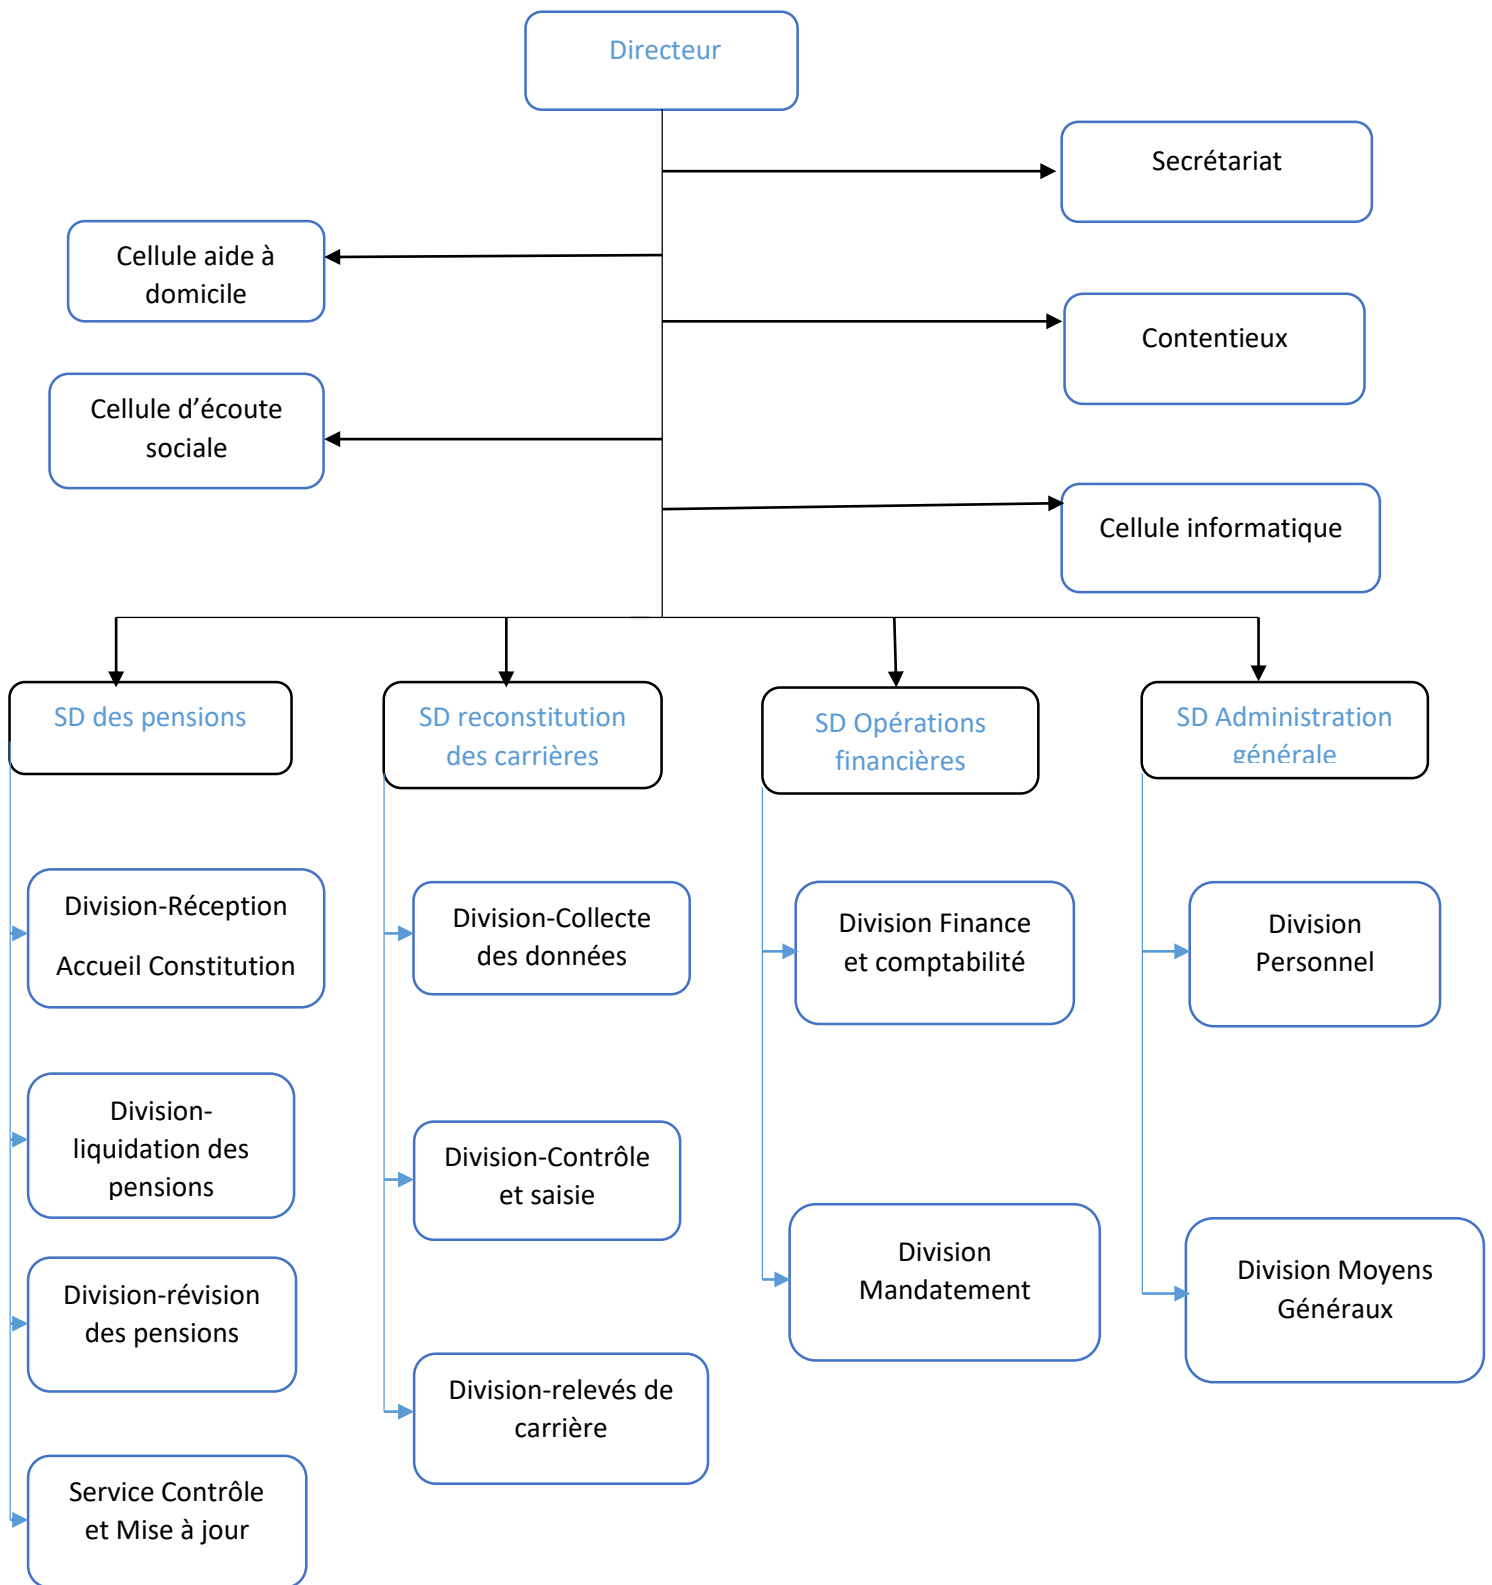 Directeur
Secrétariat
Cellule aide à
domicile
Contentieux
Cellule d’écoute
sociale
Cellule informatique
SD des pensions
SD reconstitution
des carrières
SD Opérations
financières
SD Administration
générale
Division-Réception
Accueil Constitution
Division-
liquidation des
pensions
Division-révision
des pensions
Service Contrôle
et Mise à jour
Division-Collecte
des données
Division-Contrôle
et saisie
Division-relevés de
carrière
Division Finance
et comptabilité
Division
Mandatement
Division
Personnel
Division Moyens
Généraux